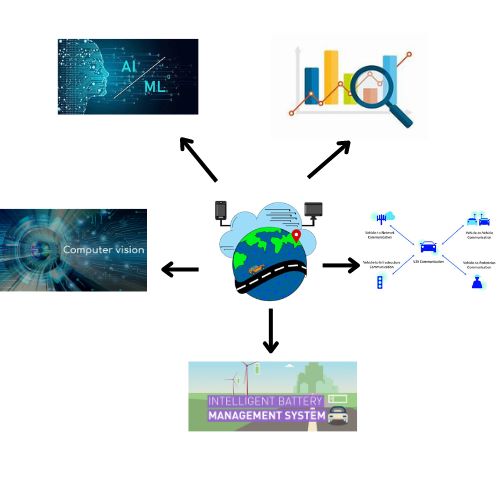 AI
ML
Computer vision
Vehicle to Network
Communication
Vehicle-to-Vehicle
Communication
V2X Communication
Vehicle-to-Infrastructure
Communication
Vehicle-to-Pedestrian
Communication
INTELLIGENT BATTERY
MANAGEMENT SYSTEM